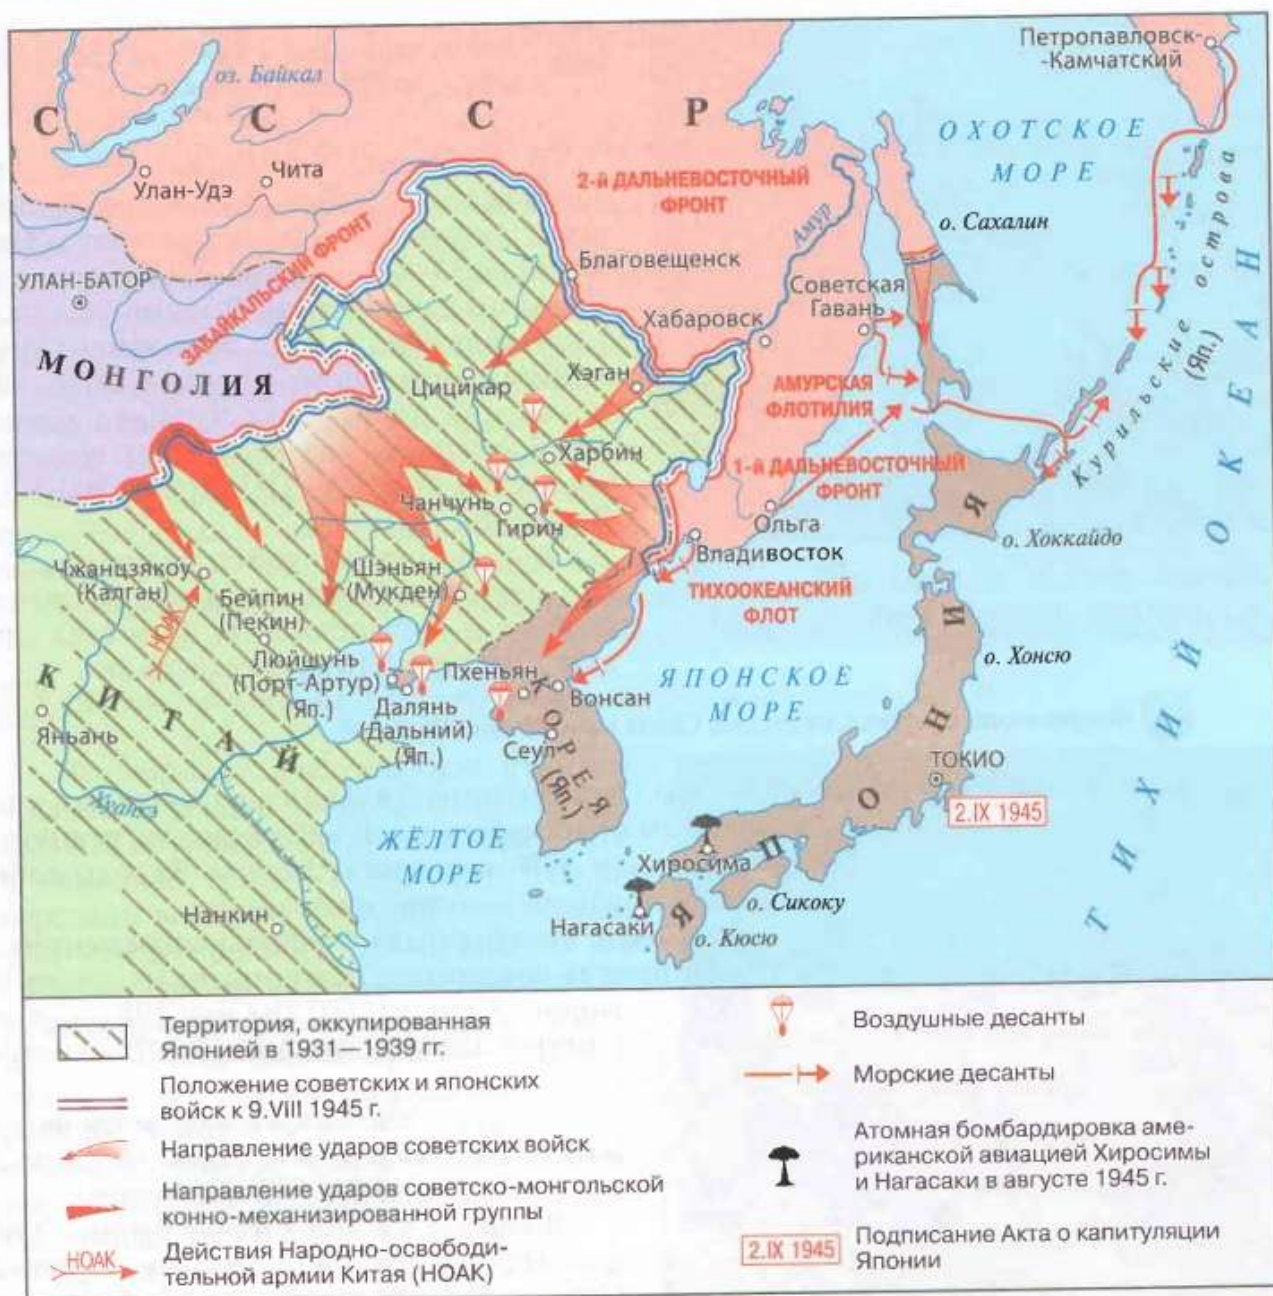 Петропавловск-
-Камчатский
оз. Байкал
С С С Р
ОХОТСКОЕ
МОРЕ
Улан-Удэ
Чита
2-й ДАЛЬНЕВОСТОЧНЫЙ
ФРОНТ
Амур
о. Сахалин
Курильские острова
(Яп.)
ТИХИЙ ОКЕАН
ЗАБАЙКАЛЬСКИЙ ФРОНТ
УЛАН-БАТОР
Благовещенск
Советская
Гавань
Хабаровск
МОНГОЛИЯ
Цицикар
Хэган
АМУРСКАЯ
ФЛОТИЛИЯ
Харбин
1-й ДАЛЬНЕВОСТОЧНЫЙ
ФРОНТ
Чанчунь
Гирин
Ольга
Владивосток
о. Хоккайдо
Чжанцзякоу
(Калган)
Шэньян
(Мукден)
ТИХООКЕАНСКИЙ
ФЛОТ
НОАК
Бейпин
(Пекин)
Люйшунь
(Порт-Артур)
(Яп.)
Далянь
(Дальний)
(Яп.)
Пхеньян
Вонсан
ЯПОНСКОЕ
МОРЕ
о. Хонсю
КИТАЙ
Яньань
Сеул
КОРЕЯ
(Яп.)
ТОКИО
2.IX 1945
ЯПОНИЯ
Хуанхэ
ЖЁЛТОЕ
МОРЕ
Хиросима
Нанкин
Нагасаки
о. Сикоку
о. Кюсю
Территория, оккупированная
Японией в 1931—1939 гг.
Положение советских и японских
войск к 9.VIII 1945 г.
Направление ударов советских войск
Направление ударов советско-монгольской
конно-механизированной группы
НОАК
Действия Народно-освободи-
тельной армии Китая (НОАК)
Воздушные десанты
Морские десанты
Атомная бомбардировка аме-
риканской авиацией Хиросимы
и Нагасаки в августе 1945 г.
2.IX 1945
Подписание Акта о капитуляции
Японии